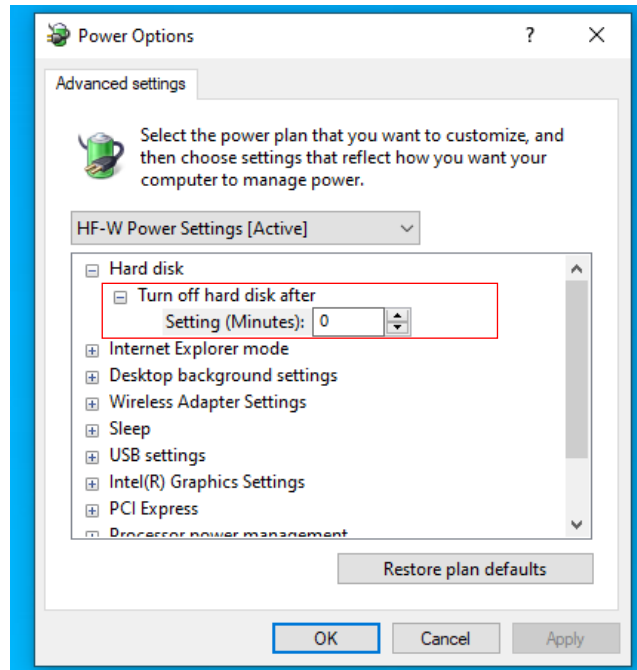 Power Options
?
Advanced settings
Select the power plan that you want to customize, and
then choose settings that reflect how you want your
computer to manage power.
HF-W Power Settings [Active]
Hard disk
Turn off hard disk after
Setting (Minutes): 0
Internet Explorer mode
Desktop background settings
Wireless Adapter Settings
Sleep
USB settings
Intel(R) Graphics Settings
PCI Express
Processor power management
Restore plan defaults
OK Cancel Apply